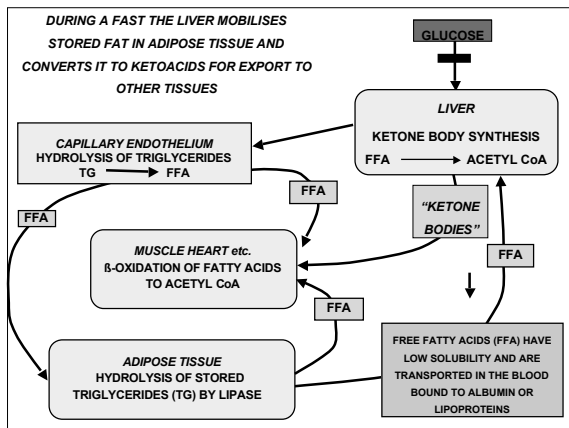 DURING A FAST THE LIVER MOBILISES
STORED FAT IN ADIPOSE TISSUE AND
CONVERTS IT TO KETOACIDS FOR EXPORT TO
OTHER TISSUES
GLUCOSE
LIVER
KETONE BODY SYNTHESIS
FFA ACETYL CoA
CAPILLARY ENDOTHELIUM
HYDROLYSIS OF TRIGLYCERIDES
TG FFA
FFA
FFA
"KETONE
BODIES"
FFA
MUSCLE HEART etc.
ß-OXIDATION OF FATTY ACIDS
TO ACETYL CoA
FFA
ADIPOSE TISSUE
HYDROLYSIS OF STORED
TRIGLYCERIDES (TG) BY LIPASE
FREE FATTY ACIDS (FFA) HAVE
LOW SOLUBILITY AND ARE
TRANSPORTED IN THE BLOOD
BOUND TO ALBUMIN OR
LIPOPROTEINS